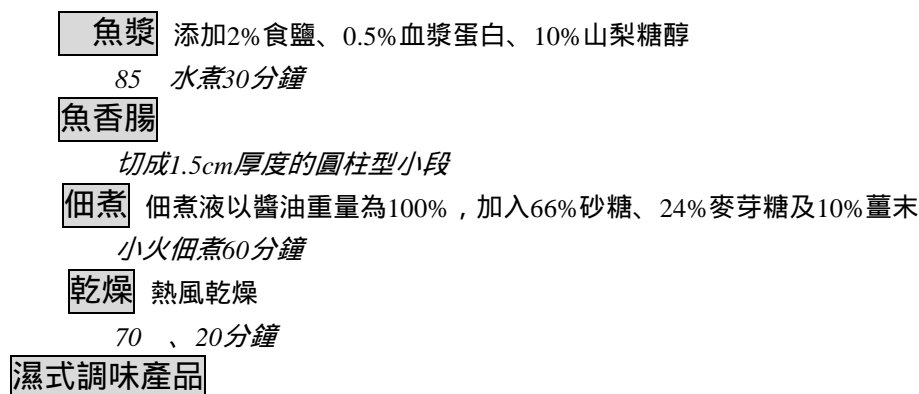 魚漿 添加2%食鹽、0.5%血漿蛋白、10%山梨糖醇
85 水煮30分鐘
魚香腸
切成1.5cm厚度的圓柱型小段
佃煮 佃煮液以醬油重量為100%，加入66%砂糖、24%麥芽糖及10%薑末
小火佃煮60分鐘
乾燥 熱風乾燥
70 、20分鐘
濕式調味產品